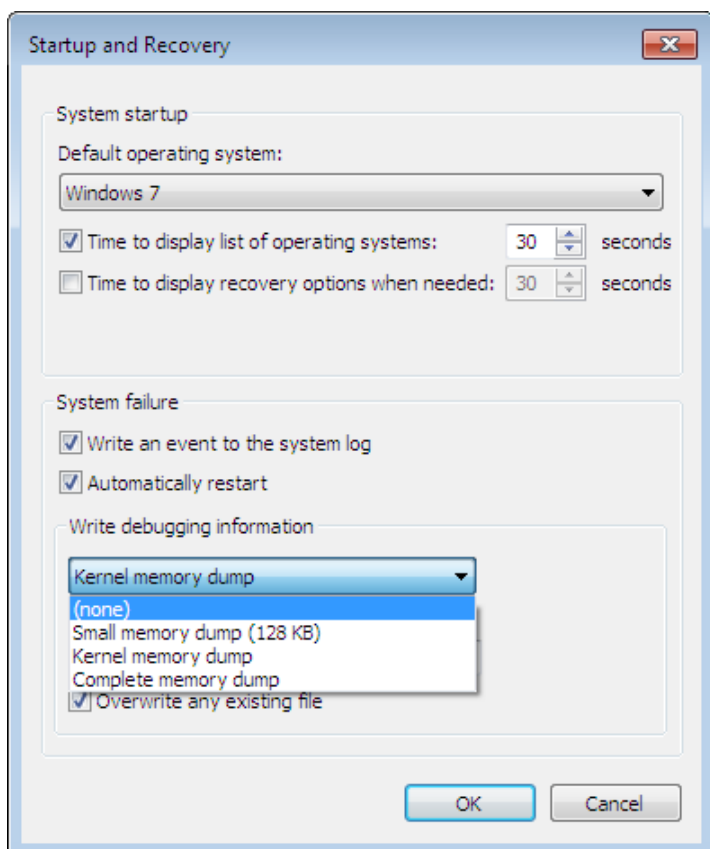 Startup and Recovery
System startup
Default operating system:
Windows 7
Time to display list of operating systems: 30 seconds
Time to display recovery options when needed: 30 seconds
System failure
Write an event to the system log
Automatically restart
Write debugging information
Kernel memory dump
(none)
Small memory dump (128 KB)
Kernel memory dump
Complete memory dump
Overwrite any existing file
OK Cancel